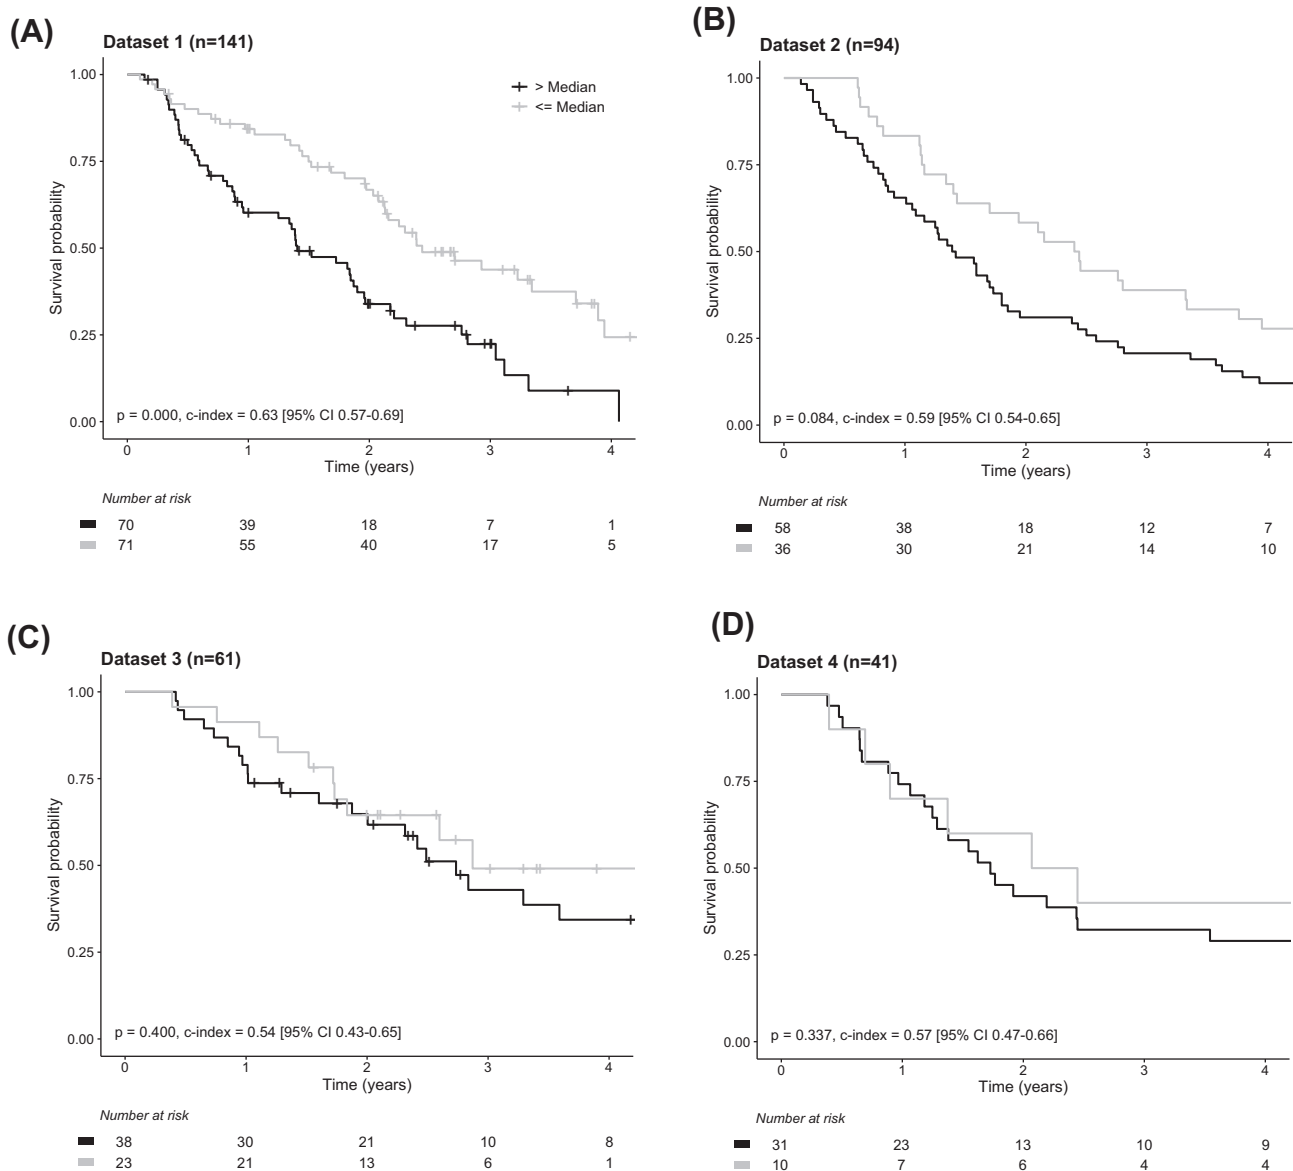 (A)
Dataset 1 (n=141)
Survival probability
1.00
0.75
0.50
0.25
0.00
> Median
<= Median
p = 0.000, c-index = 0.63 [95% CI 0.57-0.69]
0 1 2 3 4
Time (years)
Number at risk
70 39 18 7 1
71 55 40 17 5
(B)
Dataset 2 (n=94)
Survival probability
1.00
0.75
0.50
0.25
0.00
p = 0.084, c-index = 0.59 [95% CI 0.54-0.65]
0 1 2 3 4
Time (years)
Number at risk
58 38 18 12 7
36 30 21 14 10
(C)
Dataset 3 (n=61)
Survival probability
1.00
0.75
0.50
0.25
0.00
p = 0.400, c-index = 0.54 [95% CI 0.43-0.65]
0 1 2 3 4
Time (years)
Number at risk
38 30 21 10 8
23 21 13 6 1
(D)
Dataset 4 (n=41)
Survival probability
1.00
0.75
0.50
0.25
0.00
p = 0.337, c-index = 0.57 [95% CI 0.47-0.66]
0 1 2 3 4
Time (years)
Number at risk
31 23 13 10 9
10 7 6 4 4